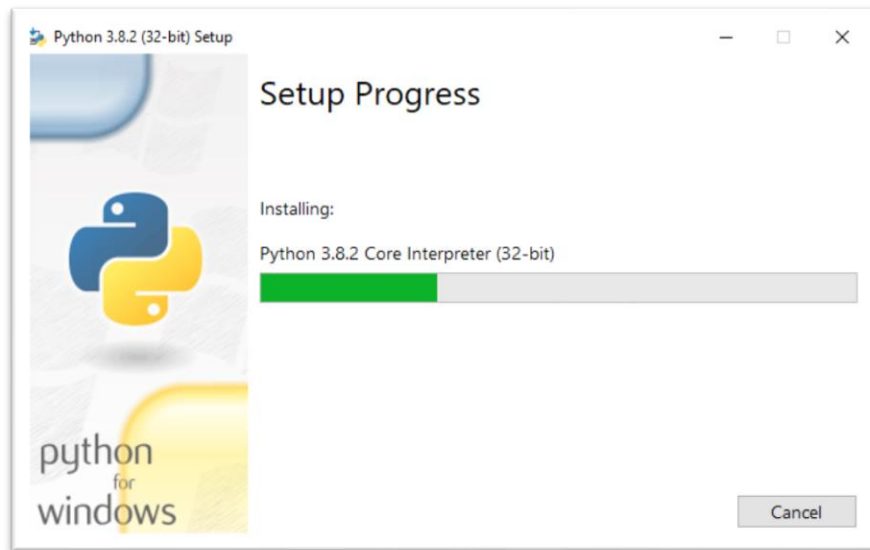 Python 3.8.2 (32-bit) Setup
Setup Progress
Installing:
Python 3.8.2 Core Interpreter (32-bit)
python
for
windows
Cancel